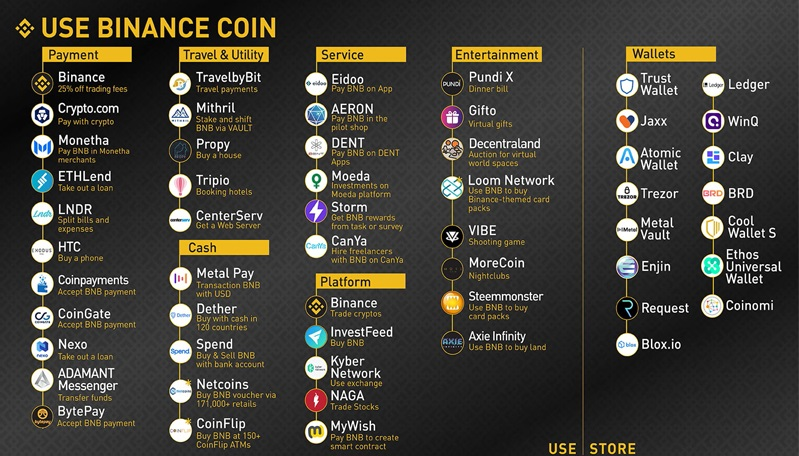 USE BINANCE COIN
Payment
Binance
25% off trading fees
Crypto.com
Pay with crypto
Monetha
Pay BNB in Monetha
merchants
ETHLend
Take out a loan
LNDR
Split bills and
expenses
HTC
Buy a phone
Coinpayments
Accept BNB payment
CoinGate
Accept BNB payment
Nexo
Take out a loan
ADAMANT
Messenger
Transfer funds
BytePay
Accept BNB payment
Travel & Utility
TravelbyBit
Travel payments
Mithril
Stake and shift
BNB via VAULT
Propy
Buy a house
Tripio
Booking hotels
CenterServ
Get a Web Server
Cash
Metal Pay
Transaction BNB
with USD
Dether
Buy with cash in
120 countries
Spend
Buy & Sell BNB
with bank account
Netcoins
Buy BNB voucher via
171,000+ retails
CoinFlip
Buy BNB at 150+
CoinFlip ATMs
Service
Eidoo
Pay BNB on App
AERON
Pay BNB in the
pilot shop
DENT
Pay BNB on DENT
Apps
Moeda
Investments on
Moeda platform
Storm
Get BNB rewards
from task or survey
CanYa
Hire freelancers
with BNB on CanYa
Platform
Binance
Trade cryptos
InvestFeed
Buy BNB
Kyber
Network
Use exchange
NAGA
Trade Stocks
MyWish
Pay BNB to create
smart contract
Entertainment
Pundi X
Dinner bill
Gifto
Virtual gifts
Decentraland
Auction for virtual
world spaces
Loom Network
Use BNB to buy
Binance-themed card
packs
VIBE
Shooting game
MoreCoin
Nightclubs
Steemmonster
Use BNB to buy
card packs
Axie Infinity
Use BNB to buy land
Wallets
Trust
Wallet
Jaxx
Atomic
Wallet
Trezor
Metal
Vault
Enjin
Request
Blox.io
Ledger
WinQ
Clay
BRD
Cool
Wallet S
Ethos
Universal
Wallet
Coinomi
USE STORE